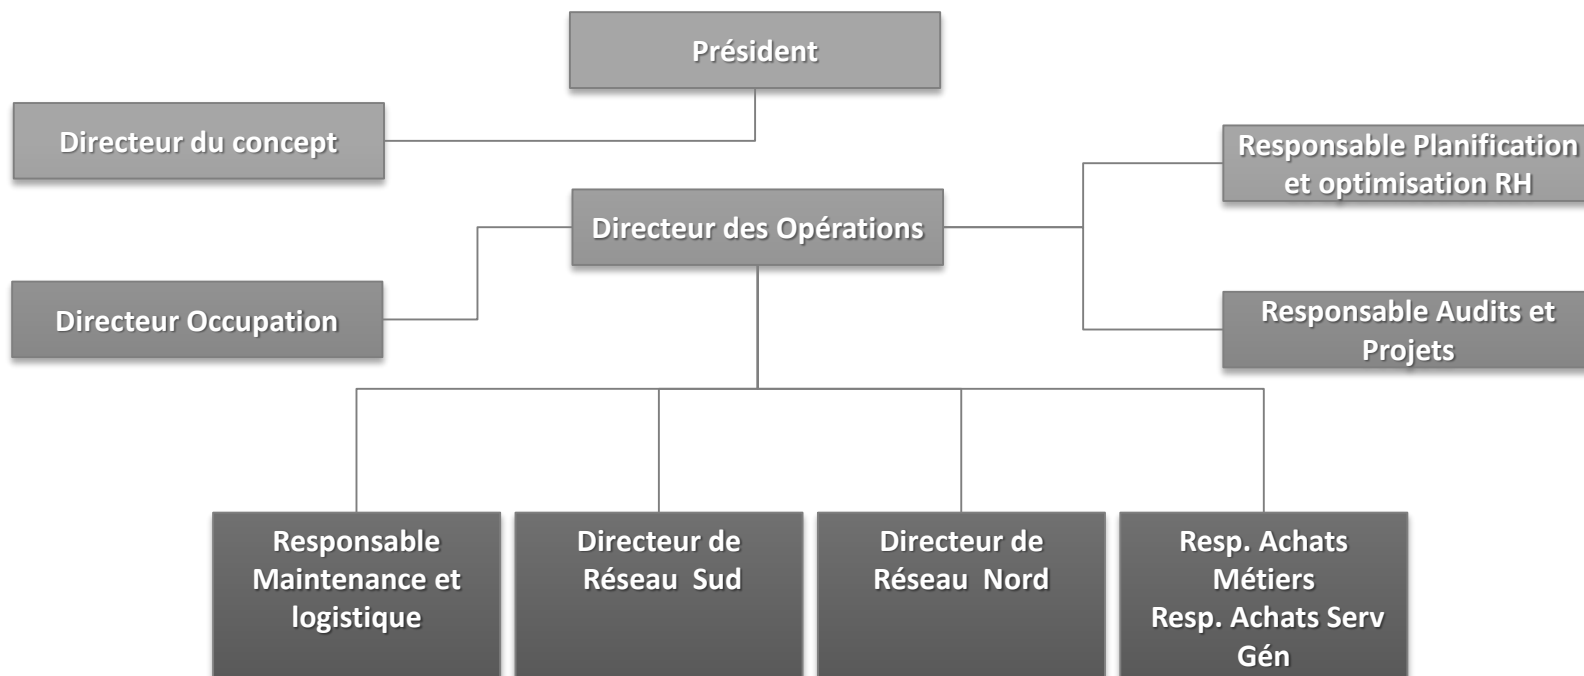 Président
Directeur du concept
Responsable Planification
et optimisation RH
Directeur des Opérations
Directeur Occupation
Responsable Audits et
Projets
Responsable
Maintenance et
logistique
Directeur de
Réseau  Sud
Directeur de
Réseau  Nord
Resp. Achats
Métiers
Resp. Achats Serv
Gén